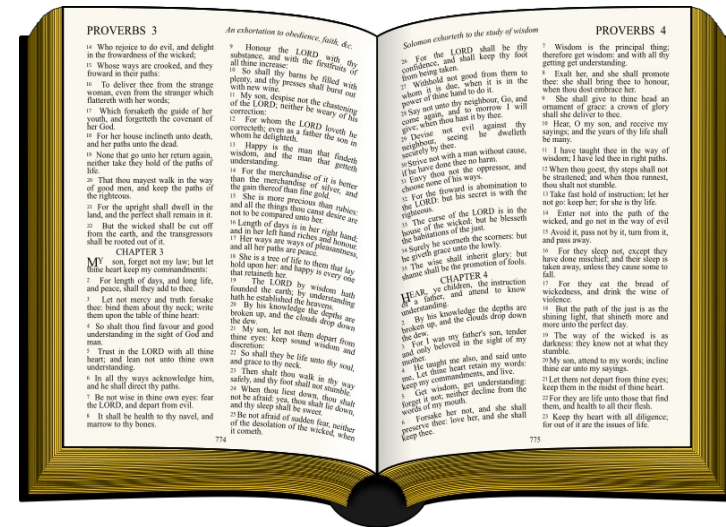 PROVERBS 3
An exhortation to obedience, faith, &c.
14 Who rejoice to do evil, and delight
in the frowardness of the wicked;
15 Whose ways are crooked, and they
froward in their paths:
16 To deliver thee from the strange
woman, even from the stranger which
flattereth with her words;
17 Which forsaketh the guide of her
youth, and forgetteth the covenant of
her God.
18 For her house inclineth unto death,
and her paths unto the dead.
19 None that go unto her return again,
neither take they hold of the paths of
life.
20 That thou mayest walk in the way
of good men, and keep the paths of
the righteous.
21 For the upright shall dwell in the
land, and the perfect shall remain in it.
22 But the wicked shall be cut off
from the earth, and the transgressors
shall be rooted out of it.
CHAPTER 3
MY son, forget not my law; but let
thine heart keep my commandments:
2 For length of days, and long life,
and peace, shall they add to thee.
3 Let not mercy and truth forsake
thee: bind them about thy neck; write
them upon the table of thine heart:
4 So shalt thou find favour and good
understanding in the sight of God and
man.
5 Trust in the LORD with all thine
heart; and lean not unto thine own
understanding.
6 In all thy ways acknowledge him,
and he shall direct thy paths.
7 Be not wise in thine own eyes: fear
the LORD, and depart from evil.
8 It shall be health to thy navel, and
marrow to thy bones.
9 Honour the LORD with thy
substance, and with the firstfruits of
all thine increase:
10 So shall thy barns be filled with
plenty, and thy presses shall burst out
with new wine.
11 My son, despise not the chastening
of the LORD; neither be weary of his
correction:
12 For whom the LORD loveth he
correcteth; even as a father the son in
whom he delighteth.
13 Happy is the man that findeth
wisdom, and the man that getteth
understanding.
14 For the merchandise of it is better
than the merchandise of silver, and
the gain thereof than fine gold.
15 She is more precious than rubies:
and all the things thou canst desire are
not to be compared unto her.
16 Length of days is in her right hand;
and in her left hand riches and honour.
17 Her ways are ways of pleasantness,
and all her paths are peace.
18 She is a tree of life to them that lay
hold upon her: and happy is every one
that retaineth her.
19 The LORD by wisdom hath
founded the earth; by understanding
hath he established the heavens.
20 By his knowledge the depths are
broken up, and the clouds drop down
the dew.
21 My son, let not them depart from
thine eyes: keep sound wisdom and
discretion:
22 So shall they be life unto thy soul,
and grace to thy neck.
23 Then shalt thou walk in thy way
safely, and thy foot shall not stumble.
24 When thou liest down, thou shalt
not be afraid: yea, thou shalt lie down,
and thy sleep shall be sweet.
25 Be not afraid of sudden fear, neither
of the desolation of the wicked, when
it cometh.
774
Solomon exhorteth to the study of wisdom
PROVERBS 4
26 For the LORD shall be thy
confidence, and shall keep thy foot
from being taken.
27 Withhold not good from them to
whom it is due, when it is in the
power of thine hand to do it.
28 Say not unto thy neighbour, Go, and
come again, and to morrow I will
give; when thou hast it by thee.
29 Devise not evil against thy
neighbour, seeing he dwelleth
securely by thee.
30 Strive not with a man without cause,
if he have done thee no harm.
31 Envy thou not the oppressor, and
choose none of his ways.
32 For the froward is abomination to
the LORD: but his secret is with the
righteous.
33 The curse of the LORD is in the
house of the wicked: but he blesseth
the habitations of the just.
34 Surely he scorneth the scorners: but
he giveth grace unto the lowly.
35 The wise shall inherit glory: but
shame shall be the promotion of fools.
CHAPTER 4
HEAR, ye children, the instruction
of a father, and attend to know
understanding.
2 By his knowledge the depths are
broken up, and the clouds drop down
the dew.
3 For I was my father's son, tender
and only beloved in the sight of my
mother.
4 He taught me also, and said unto
me, Let thine heart retain my words:
keep my commandments, and live.
5 Get wisdom, get understanding:
forget it not; neither decline from the
words of my mouth.
6 Forsake her not, and she shall
preserve thee: love her, and she shall
keep thee.
7 Wisdom is the principal thing;
therefore get wisdom: and with all thy
getting get understanding.
8 Exalt her, and she shall promote
thee: she shall bring thee to honour,
when thou dost embrace her.
9 She shall give to thine head an
ornament of grace: a crown of glory
shall she deliver to thee.
10 Hear, O my son, and receive my
sayings; and the years of thy life shall
be many.
11 I have taught thee in the way of
wisdom; I have led thee in right paths.
12 When thou goest, thy steps shall not
be straitened; and when thou runnest,
thou shalt not stumble.
13 Take fast hold of instruction; let her
not go: keep her; for she is thy life.
14 Enter not into the path of the
wicked, and go not in the way of evil
15 Avoid it, pass not by it, turn from it,
and pass away.
16 For they sleep not, except they
have done mischief; and their sleep is
taken away, unless they cause some to
fall.
17 For they eat the bread of
wickedness, and drink the wine of
violence.
18 But the path of the just is as the
shining light, that shineth more and
more unto the perfect day.
19 The way of the wicked is as
darkness: they know not at what they
stumble.
20 My son, attend to my words; incline
thine ear unto my sayings.
21 Let them not depart from thine eyes;
keep them in the midst of thine heart.
22 For they are life unto those that find
them, and health to all their flesh.
23 Keep thy heart with all diligence;
for out of it are the issues of life.
775